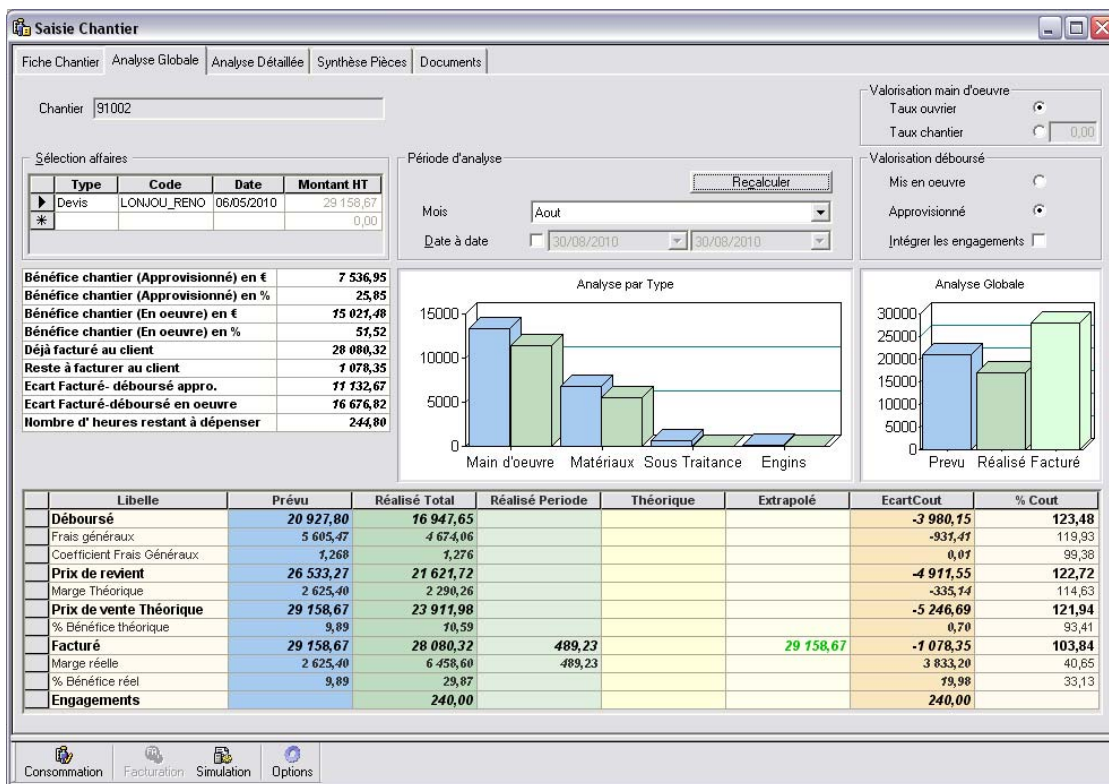 Saisie Chantier
Fiche Chantier Analyse Globale Analyse Détaillée Synthèse Pièces Documents
Chantier 91002
Valorisation main d'oeuvre
Taux ouvrier
Taux chantier 0,00
Sélection affaires
Type Code Date Montant HT
Devis LONJOU_RENO 06/05/2010 29 158,67
0,00
Période d'analyse
Recalculer
Mois Aout
Date à date 30/08/2010 30/08/2010
Valorisation déboursé
Mis en oeuvre
Approvisionné
Intégrer les engagements
Bénéfice chantier (Approvisionné) en € 7 536,95
Bénéfice chantier (Approvisionné) en % 25,85
Bénéfice chantier (En oeuvre) en € 15 021,48
Bénéfice chantier (En oeuvre) en % 51,52
Déjà facturé au client 28 080,32
Reste à facturer au client 1 078,35
Ecart Facturé- déboursé appro. 11 132,67
Ecart Facturé-déboursé en oeuvre 16 676,82
Nombre d' heures restant à dépenser 244,80
Analyse par Type
15000
10000
5000
0
Main d'oeuvre Matériaux Sous Traitance Engins
Analyse Globale
30000
25000
20000
15000
10000
5000
0
Prevu Réalisé Facturé
Libelle Prévu Réalisé Total Réalisé Periode Théorique Extrapolé EcartCout % Cout
Déboursé 20 927,80 16 947,65 -3 980,15 123,48
Frais généraux 5 605,47 4 674,06 -931,41 119,93
Coefficient Frais Généraux 1,268 1,276 0,01 99,38
Prix de revient 26 533,27 21 621,72 -4 911,55 122,72
Marge Théorique 2 625,40 2 290,26 -335,14 114,63
Prix de vente Théorique 29 158,67 23 911,98 -5 246,69 121,94
% Bénéfice théorique 9,89 10,59 0,70 93,41
Facturé 29 158,67 28 080,32 489,23 29 158,67 -1 078,35 103,84
Marge réelle 2 625,40 6 458,60 489,23 3 833,20 40,65
% Bénéfice réel 9,89 29,87 19,98 33,13
Engagements 240,00 240,00
Consommation Facturation Simulation Options